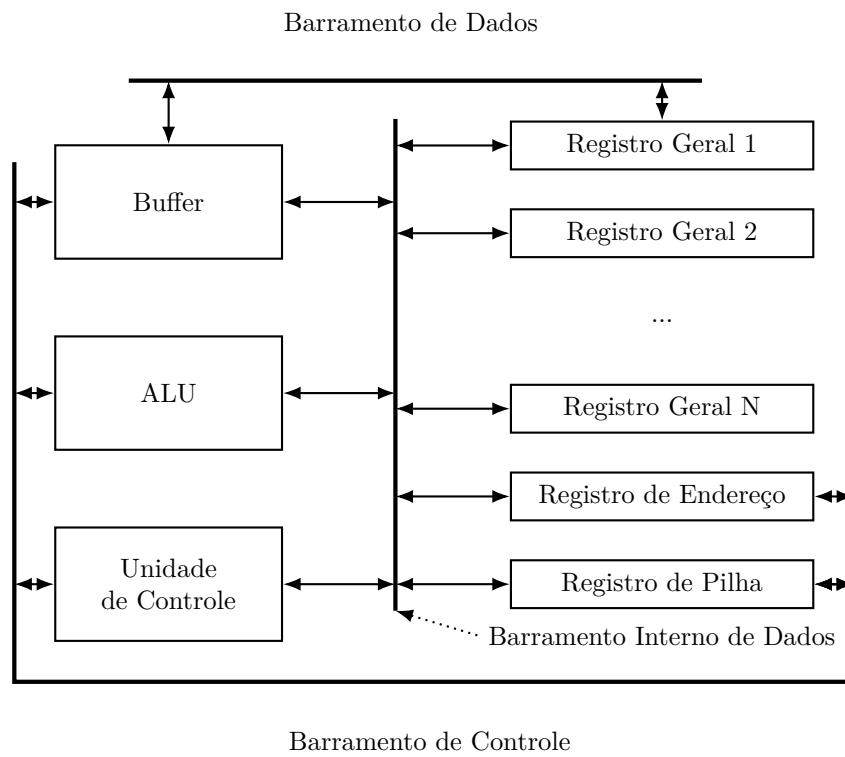 Barramento de Dados
Registro Geral 1
Buffer
Registro Geral 2
...
ALU
Registro Geral N
Registro de Endereço
Unidade
de Controle
Registro de Pilha
Barramento Interno de Dados
Barramento de Controle